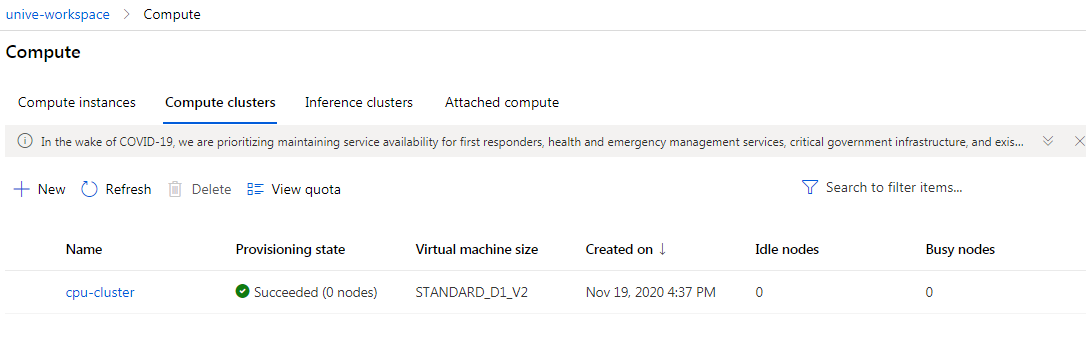 unive-workspace > Compute
Compute
Compute instances Compute clusters Inference clusters Attached compute
In the wake of COVID-19, we are prioritizing maintaining service availability for first responders, health and emergency management services, critical government infrastructure, and exis...
New Refresh Delete View quota Search to filter items...
Name Provisioning state Virtual machine size Created on ↓ Idle nodes Busy nodes
cpu-cluster Succeeded (0 nodes) STANDARD_D1_V2 Nov 19, 2020 4:37 PM 0 0